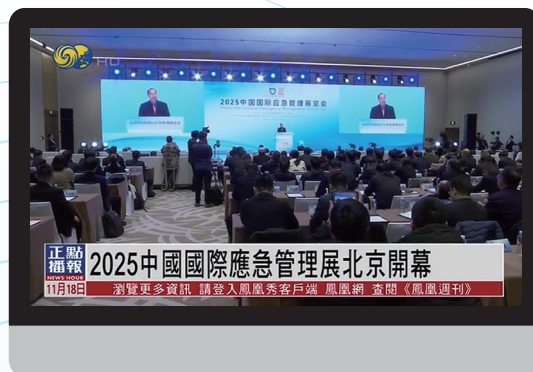 HD
2025中国国际应急管理展览会
2025中國國際應急管理展北京開幕
正點
播報
NEWS HOUR
11月18日
瀏覽更多資訊 請登入鳳凰秀客戶端 鳳凰網 查閱《鳳凰週刊》